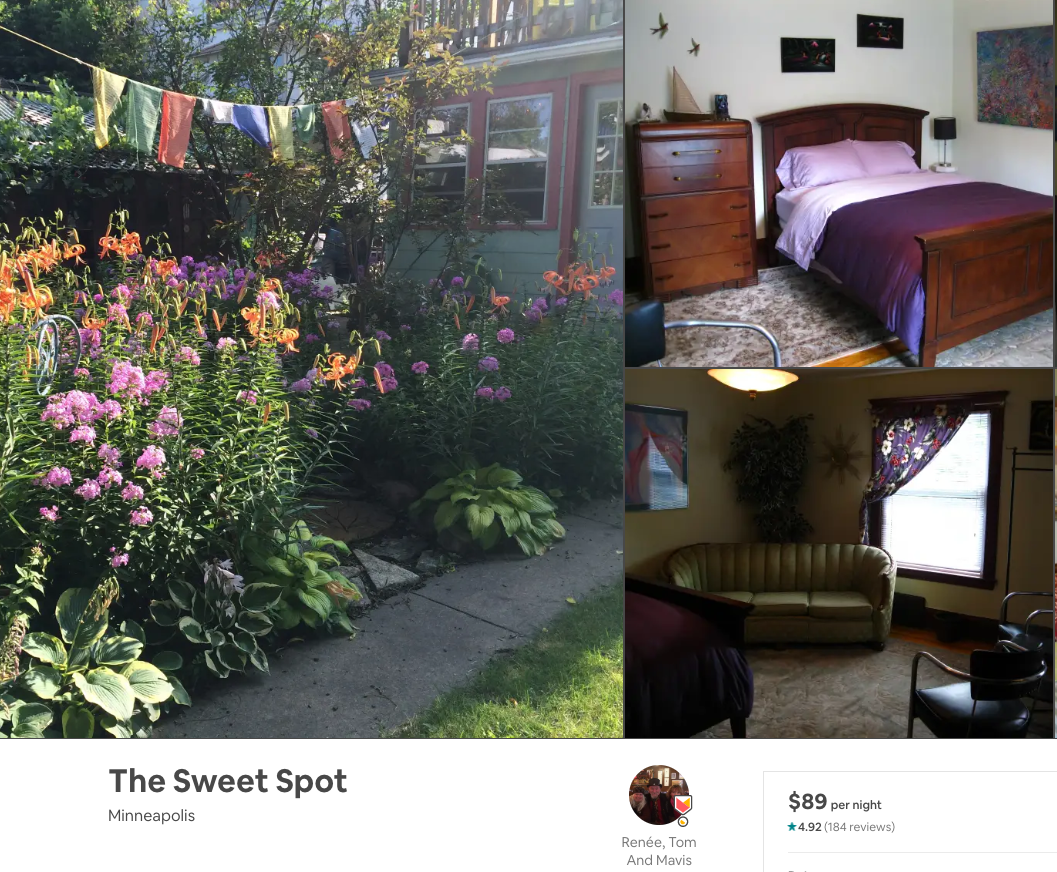 The Sweet Spot
Minneapolis
Renée, Tom
And Mavis
$89 per night
★4.92 (184 reviews)